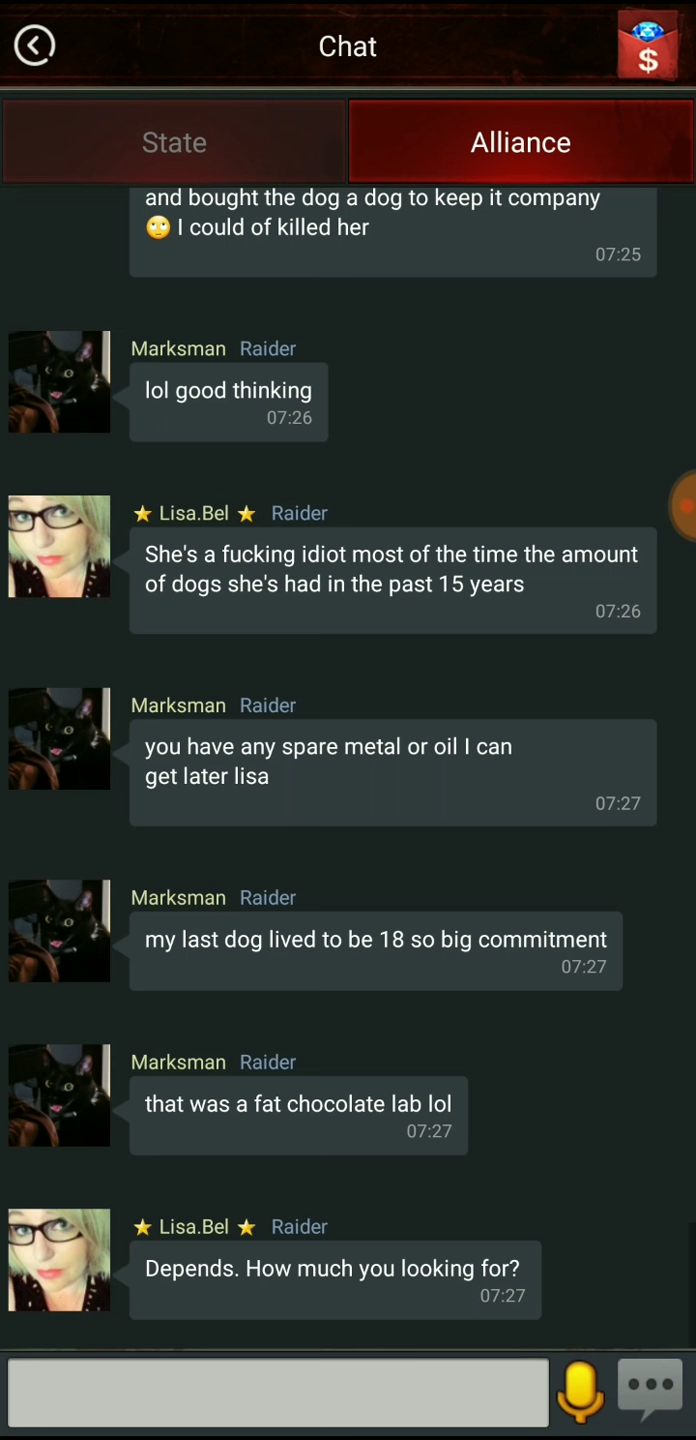 Chat
$
State
Alliance
and bought the dog a dog to keep it company
🙄 I could of killed her
07:25
Marksman Raider
lol good thinking
07:26
⭐ Lisa.Bel ⭐ Raider
She's a fucking idiot most of the time the amount
of dogs she's had in the past 15 years
07:26
Marksman Raider
you have any spare metal or oil I can
get later lisa
07:27
Marksman Raider
my last dog lived to be 18 so big commitment
07:27
Marksman Raider
that was a fat chocolate lab lol
07:27
⭐ Lisa.Bel ⭐ Raider
Depends. How much you looking for?
07:27